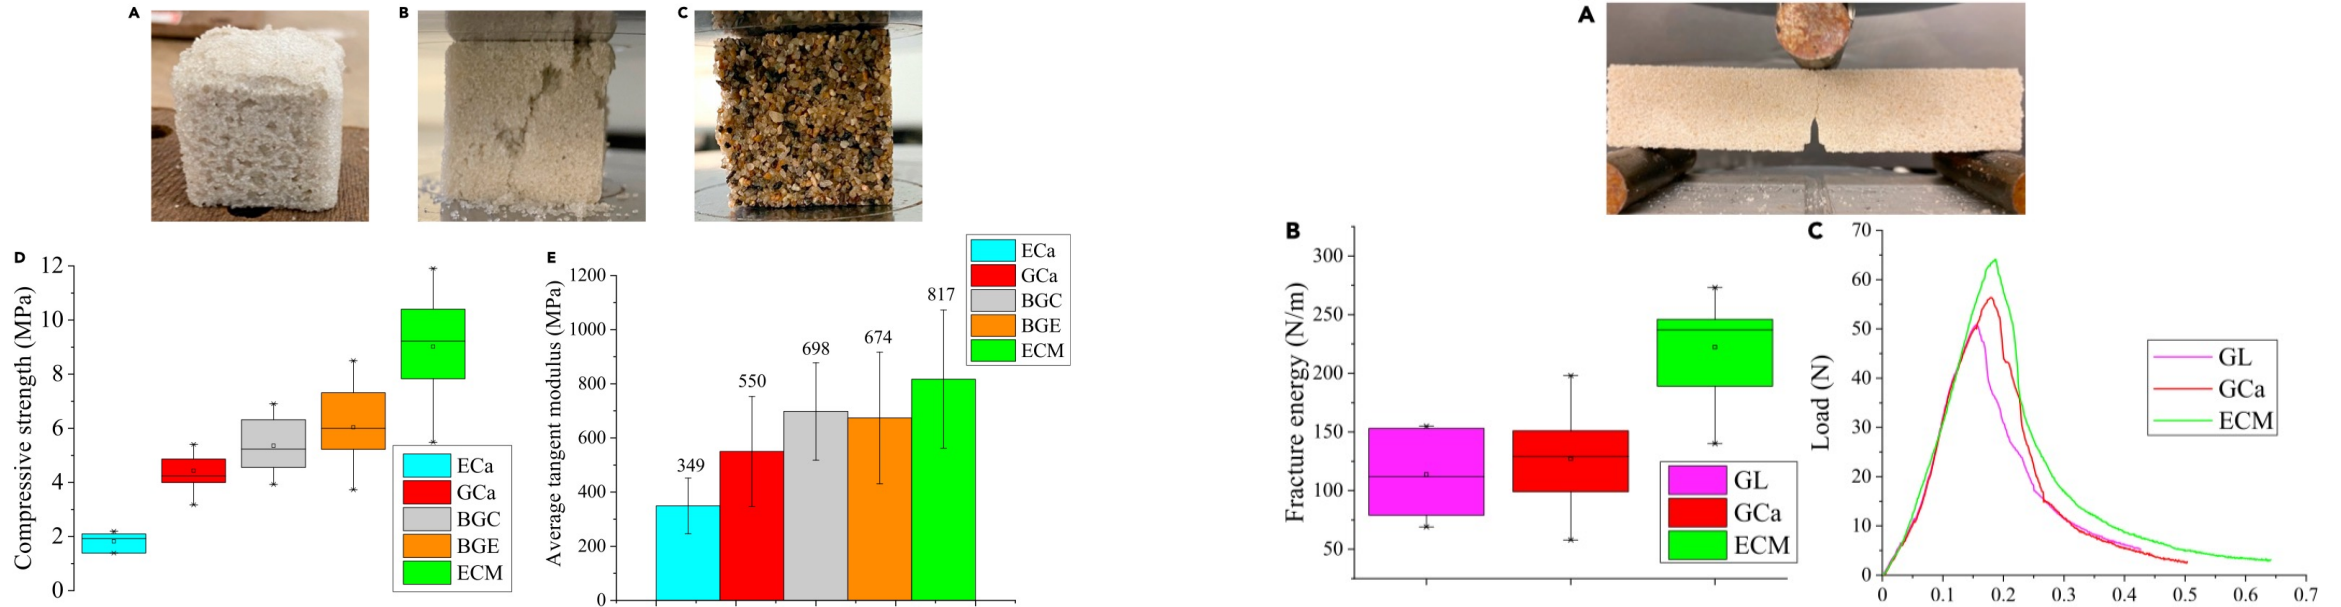 A
B
C
D
Compressive strength (MPa)
12
10
8
6
4
2
0
ECa
GCa
BGC
BGE
ECM
E
Average tangent modulus (MPa)
1200
1000
800
600
400
200
0
349
550
698
674
817
ECa
GCa
BGC
BGE
ECM
A
B
Fracture energy (N/m)
300
250
200
150
100
50
GL
GCa
ECM
C
Load (N)
70
60
50
40
30
20
10
0
0 0.1 0.2 0.3 0.4 0.5 0.6 0.7
GL
GCa
ECM